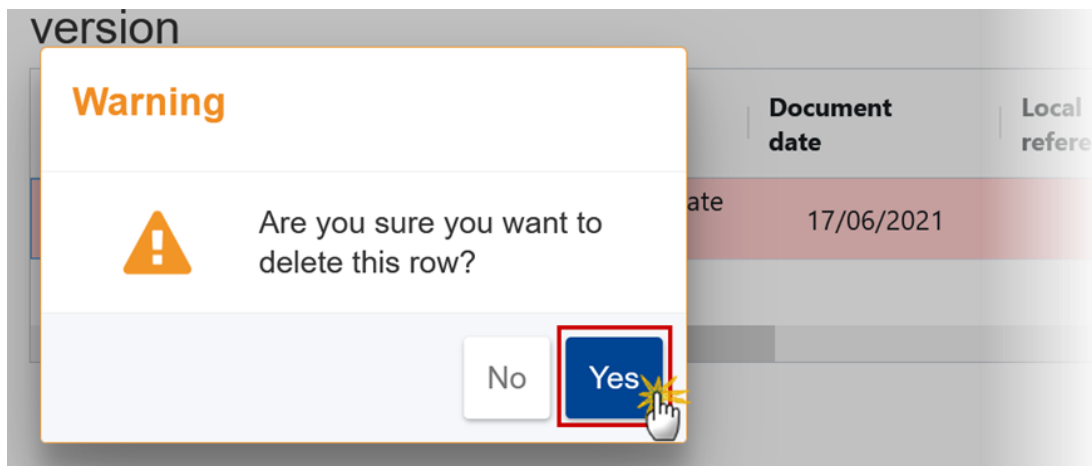 version
Warning
Document
date
Local
refere
ate
17/06/2021
Are you sure you want to
delete this row?
No
Yes